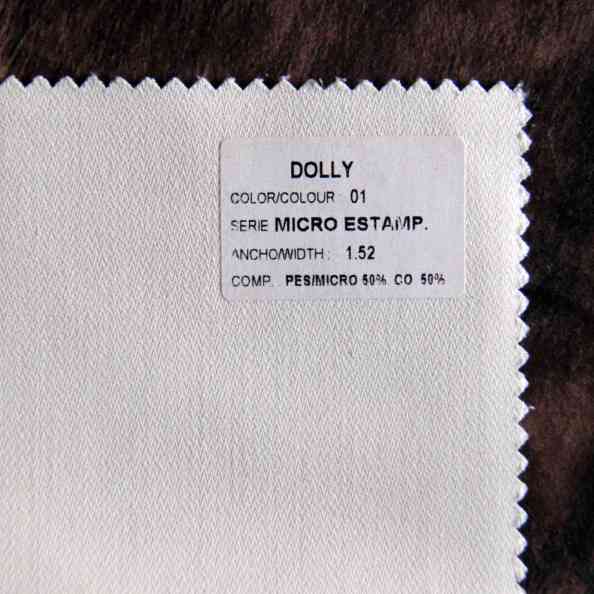 DOLLY
COLOR/COLOUR: 01
SERIE MICRO ESTAMP.
ANCHO/WIDTH: 1.52
COMP. PES/MICRO 50% CO 50%